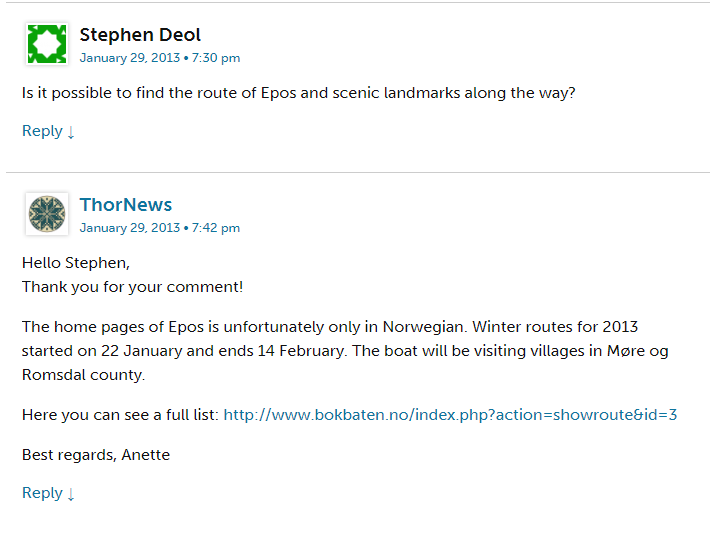 Stephen Deol
January 29, 2013 • 7:30 pm
Is it possible to find the route of Epos and scenic landmarks along the way?
Reply ↓
ThorNews
January 29, 2013 • 7:42 pm
Hello Stephen,
Thank you for your comment!
The home pages of Epos is unfortunately only in Norwegian. Winter routes for 2013
started on 22 January and ends 14 February. The boat will be visiting villages in Møre og
Romsdal county.
Here you can see a full list: http://www.bokbaten.no/index.php?action=showroute&id=3
Best regards, Anette
Reply ↓